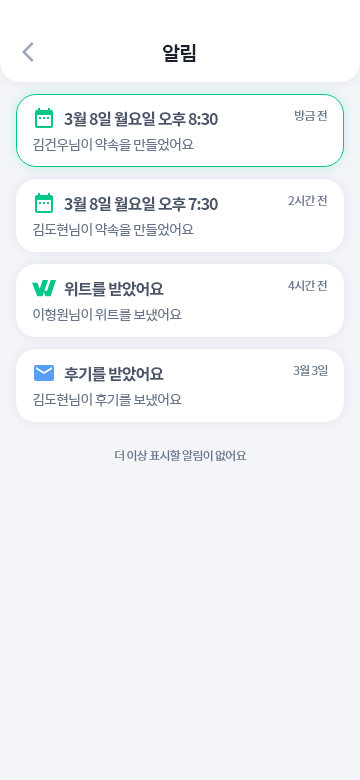 알림
3월 8일 월요일 오후 8:30
방금 전
김건우님이 약속을 만들었어요
3월 8일 월요일 오후 7:30
2시간 전
김도현님이 약속을 만들었어요
위트를 받았어요
4시간 전
이형원님이 위트를 보냈어요
후기를 받았어요
3월 3일
김도현님이 후기를 보냈어요
더 이상 표시할 알림이 없어요